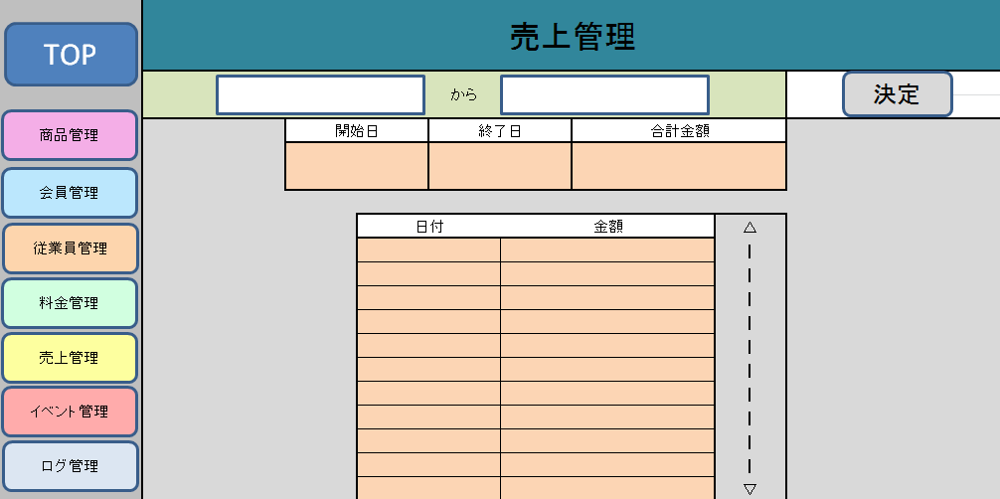 TOP
売上管理
から
決定
商品管理
会員管理
従業員管理
料金管理
売上管理
イベント管理
ログ管理
開始日 終了日 合計金額
日付 金額
△
▽